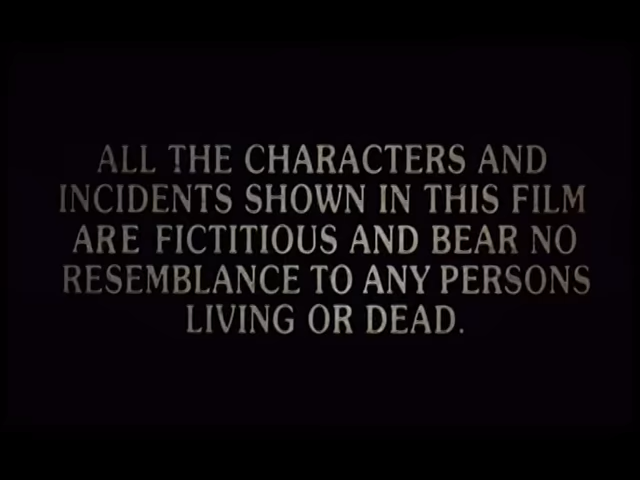 ALL THE CHARACTERS AND
INCIDENTS SHOWN IN THIS FILM
ARE FICTITIOUS AND BEAR NO
RESEMBLANCE TO ANY PERSONS
LIVING OR DEAD.